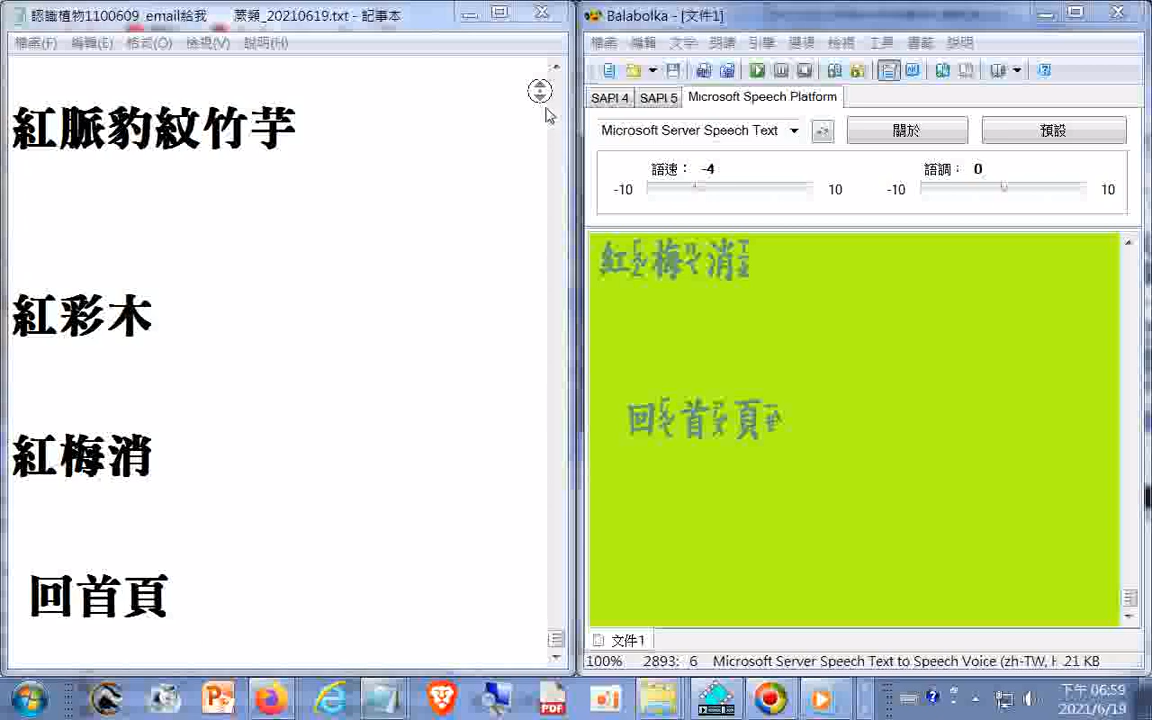 認識植物1100609_email給我 蕨類_20210619.txt - 記事本
檔案(F) 編輯(E) 格式(O) 檢視(V) 說明(H)
紅脈豹紋竹芋
紅彩木
紅梅消
回首頁
Balabolka - [文件1]
檔案 編輯 文字 朗讀 引擎 選項 檢視 工具 書籤 說明
SAPI 4 SAPI 5 Microsoft Speech Platform
Microsoft Server Speech Text 關於 預設
語速： -4 語調： 0
-10 10 -10 10
紅梅消
回首頁
文件1
100% 2893: 6 Microsoft Server Speech Text to Speech Voice (zh-TW, H 21 KB
下午 06:59
2021/6/19